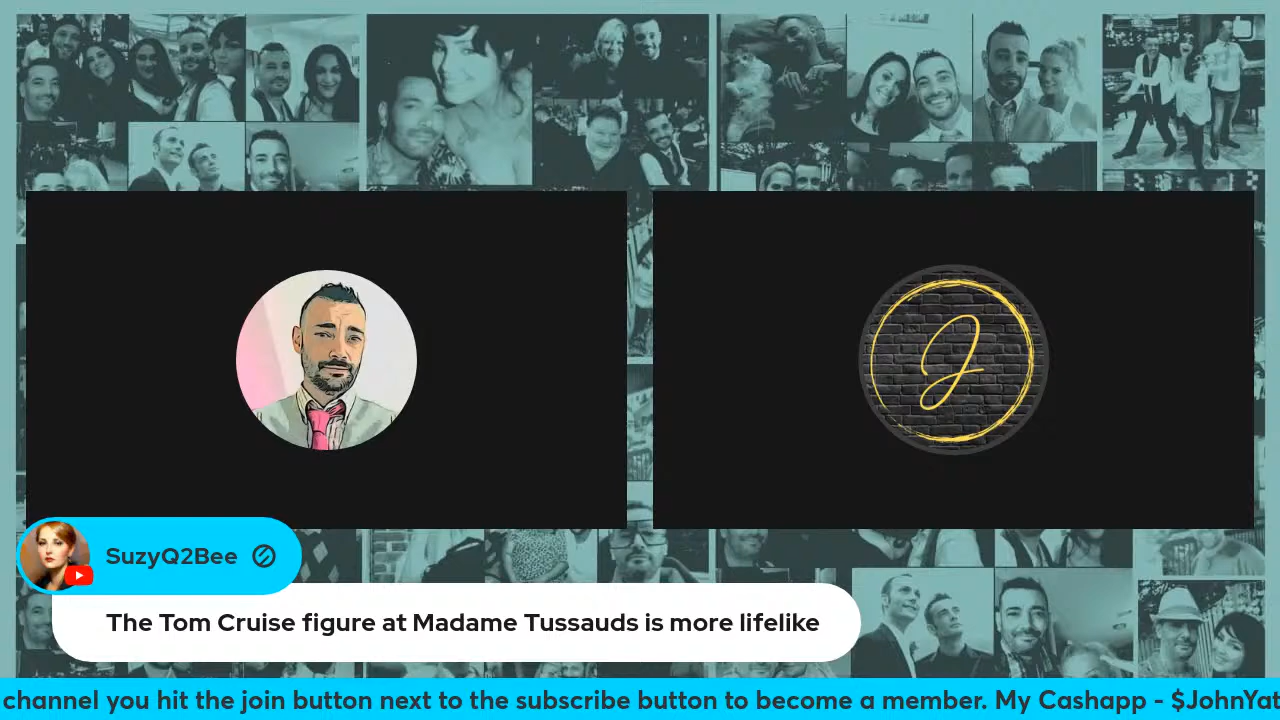 J
SuzyQ2Bee
The Tom Cruise figure at Madame Tussauds is more lifelike
channel you hit the join button next to the subscribe button to become a member. My Cashapp - $JohnYat